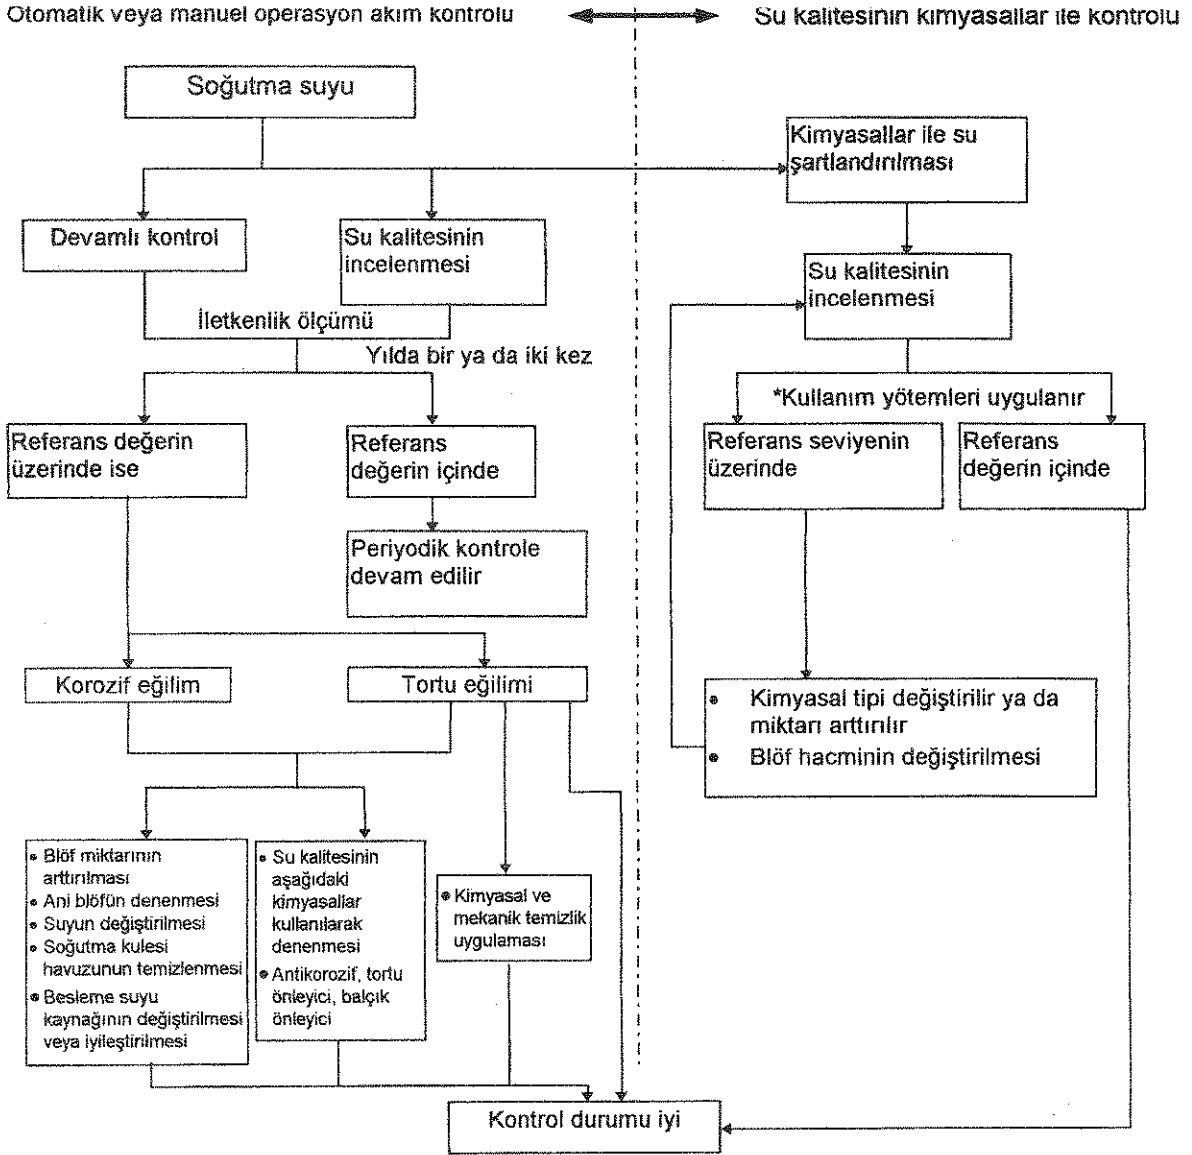 Otomatik veya manuel operasyon akım kontrolu
Su kalitesinin kimyasallar ile kontrolu
Soğutma suyu
Kimyasallar ile su
şartlandırılması
Devamlı kontrol
Su kalitesinin
incelenmesi
Su kalitesinin
incelenmesi
İletkenlik ölçümü
Yılda bir ya da iki kez
*Kullanım yötemleri uygulanır
Referans değerin
üzerinde ise
Referans
değerin içinde
Referans seviyenin
üzerinde
Referans
değerin içinde
Periyodik kontrole
devam edilir
Korozif eğilim
Tortu eğilimi
• Kimyasal tipi değiştirilir ya da
miktarı arttırılır
• Blöf hacminin değiştirilmesi
• Blöf miktarının
arttırılması
• Ani blöfün denenmesi
• Suyun değiştirilmesi
• Soğutma kulesi
havuzunun temizlenmesi
• Besleme suyu
kaynağının değiştirilmesi
veya iyileştirilmesi
• Su kalitesinin
aşağıdaki
kimyasallar
kullanılarak
denenmesi
• Antikorozif, tortu
önleyici, balçık
önleyici
• Kimyasal ve
mekanik temizlik
uygulaması
Kontrol durumu iyi